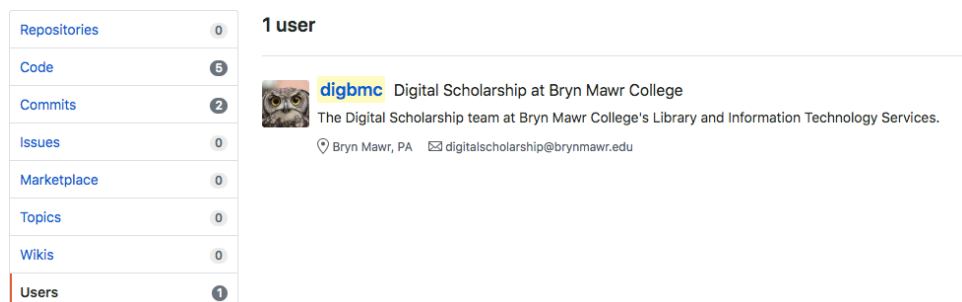 Repositories 0
Code 5
Commits 2
Issues 0
Marketplace 0
Topics 0
Wikis 0
Users 1
1 user
digbmc Digital Scholarship at Bryn Mawr College
The Digital Scholarship team at Bryn Mawr College's Library and Information Technology Services.
Bryn Mawr, PA digitalscholarship@brynmawr.edu